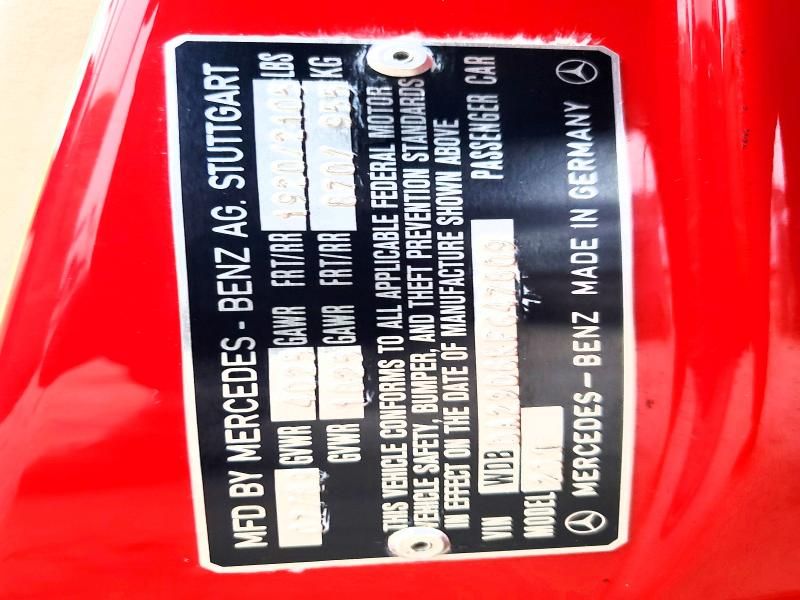 MFD BY MERCEDES - BENZ AG. STUTTGART
GVWR GAWR FRT/RR LBS
GVWR GAWR FRT/RR KG
THIS VEHICLE CONFORMS TO ALL APPLICABLE FEDERAL MOTOR
VEHICLE SAFETY, BUMPER, AND THEFT PREVENTION STANDARDS
IN EFFECT ON THE DATE OF MANUFACTURE SHOWN ABOVE
VIN WDB PASSENGER CAR
MODEL
MERCEDES - BENZ MADE IN GERMANY